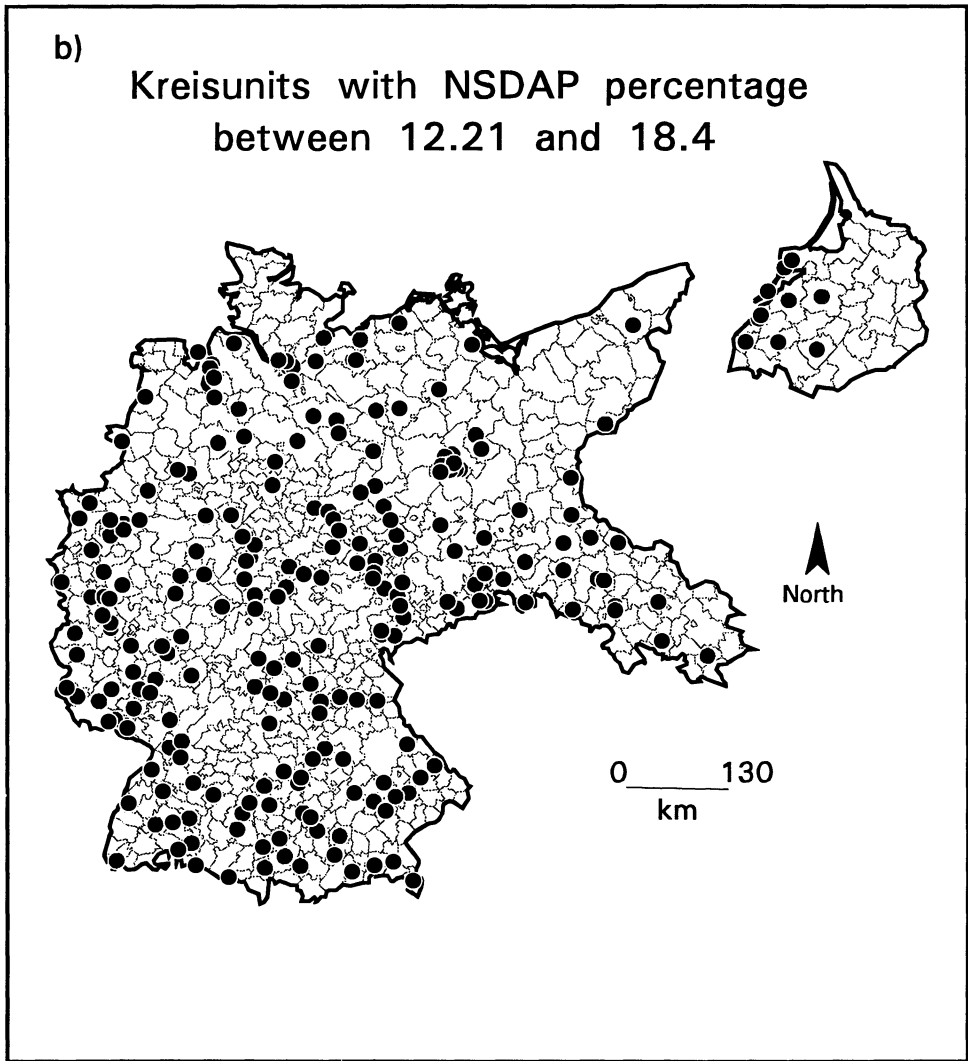 b)
Kreisunits with NSDAP percentage
between 12.21 and 18.4
North
0 130
km